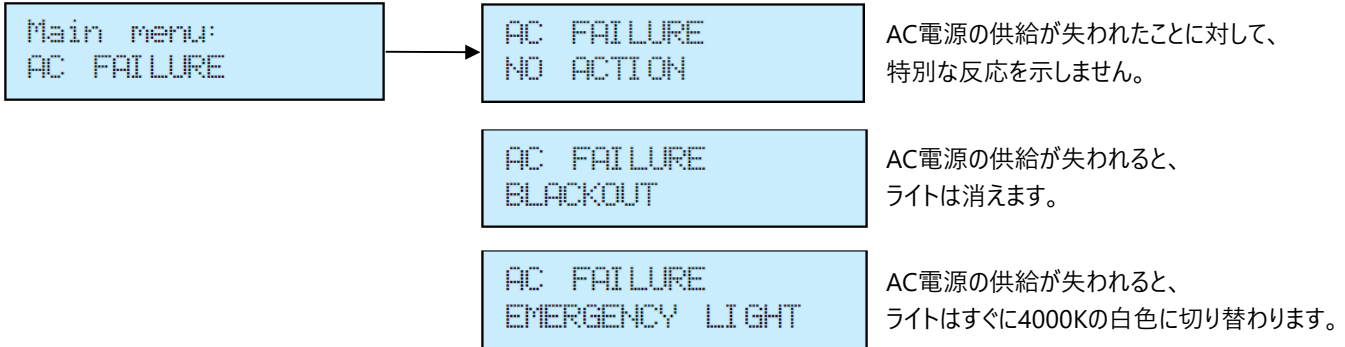 Main menu:
AC FAILURE
AC FAILURE
NO ACTION
AC電源の供給が失われたことに対して、
特別な反応を示しません。
AC FAILURE
BLACKOUT
AC電源の供給が失われると、
ライトは消えます。
AC FAILURE
EMERGENCY LIGHT
AC電源の供給が失われると、
ライトはすぐに4000Kの白色に切り替わります。